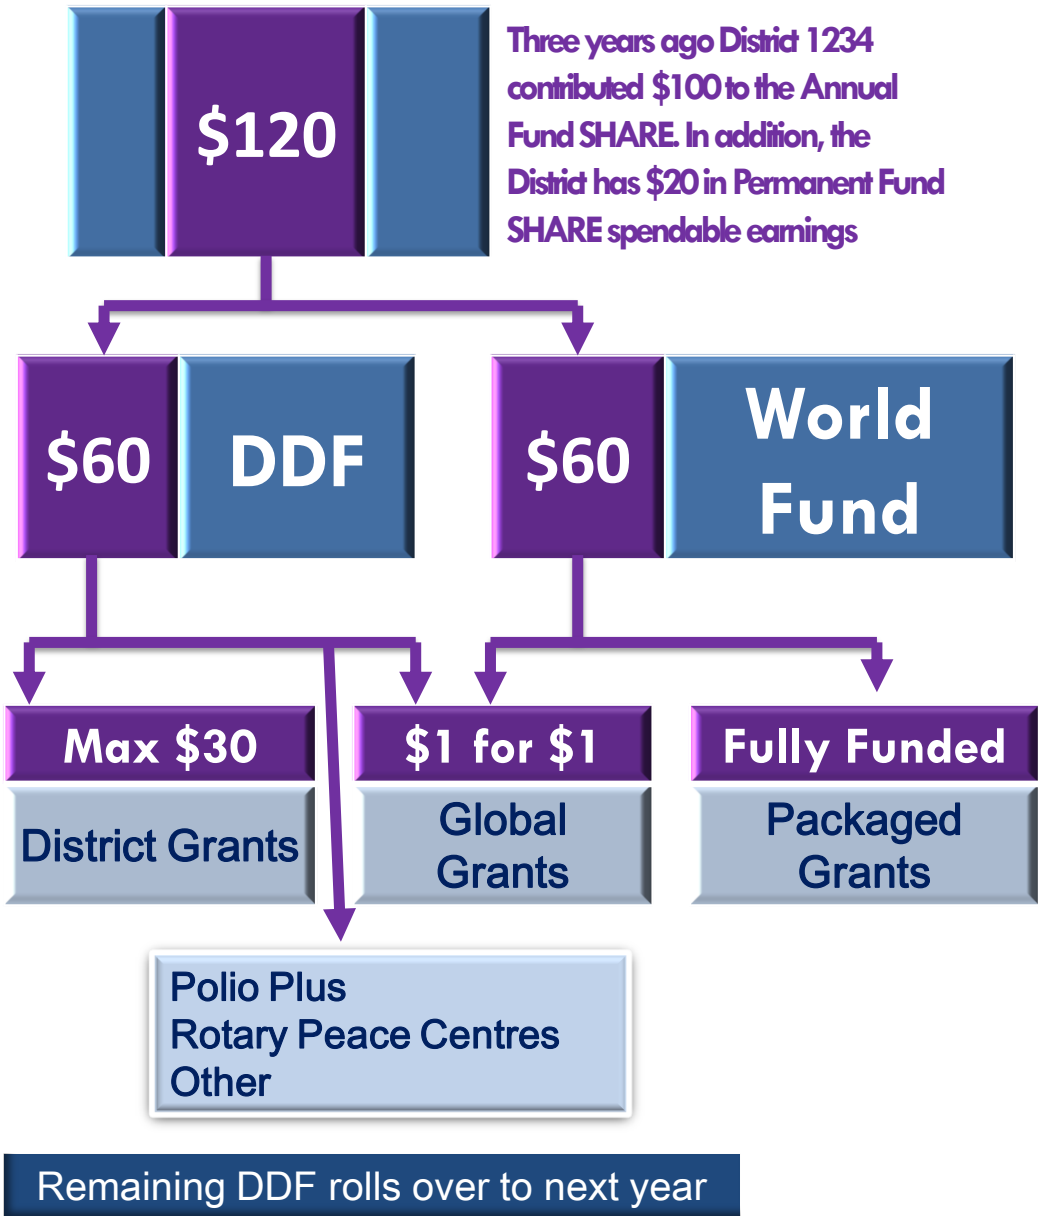 $120
Three years ago District 1234
contributed $100 to the Annual
Fund SHARE. In addition, the
District has $20 in Permanent Fund
SHARE spendable earnings
$60
DDF
$60
World
Fund
Max $30
District Grants
$1 for $1
Global
Grants
Fully Funded
Packaged
Grants
Polio Plus
Rotary Peace Centres
Other
Remaining DDF rolls over to next year